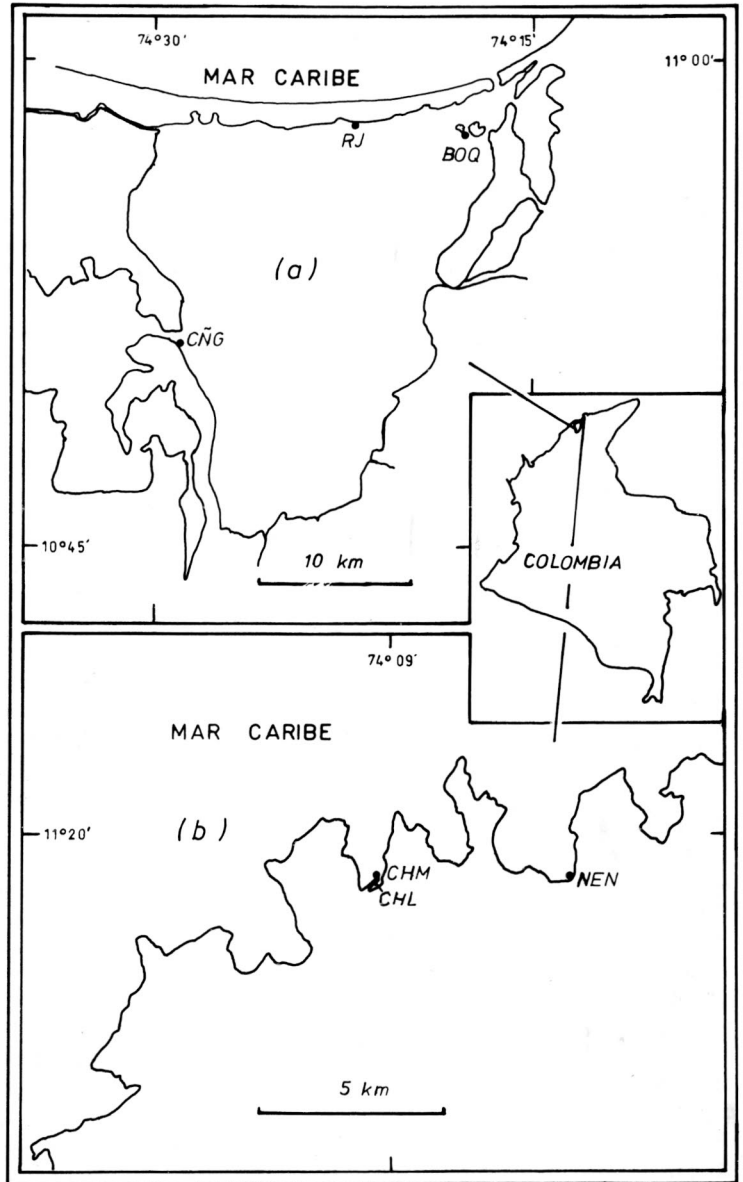 74° 30'
74° 15'
11° 00'
MAR CARIBE
RJ
BOQ
(a)
CÑG
10° 45'
10 km
COLOMBIA
74° 09'
MAR CARIBE
11° 20'
(b)
CHM
CHL
NEN
5 km